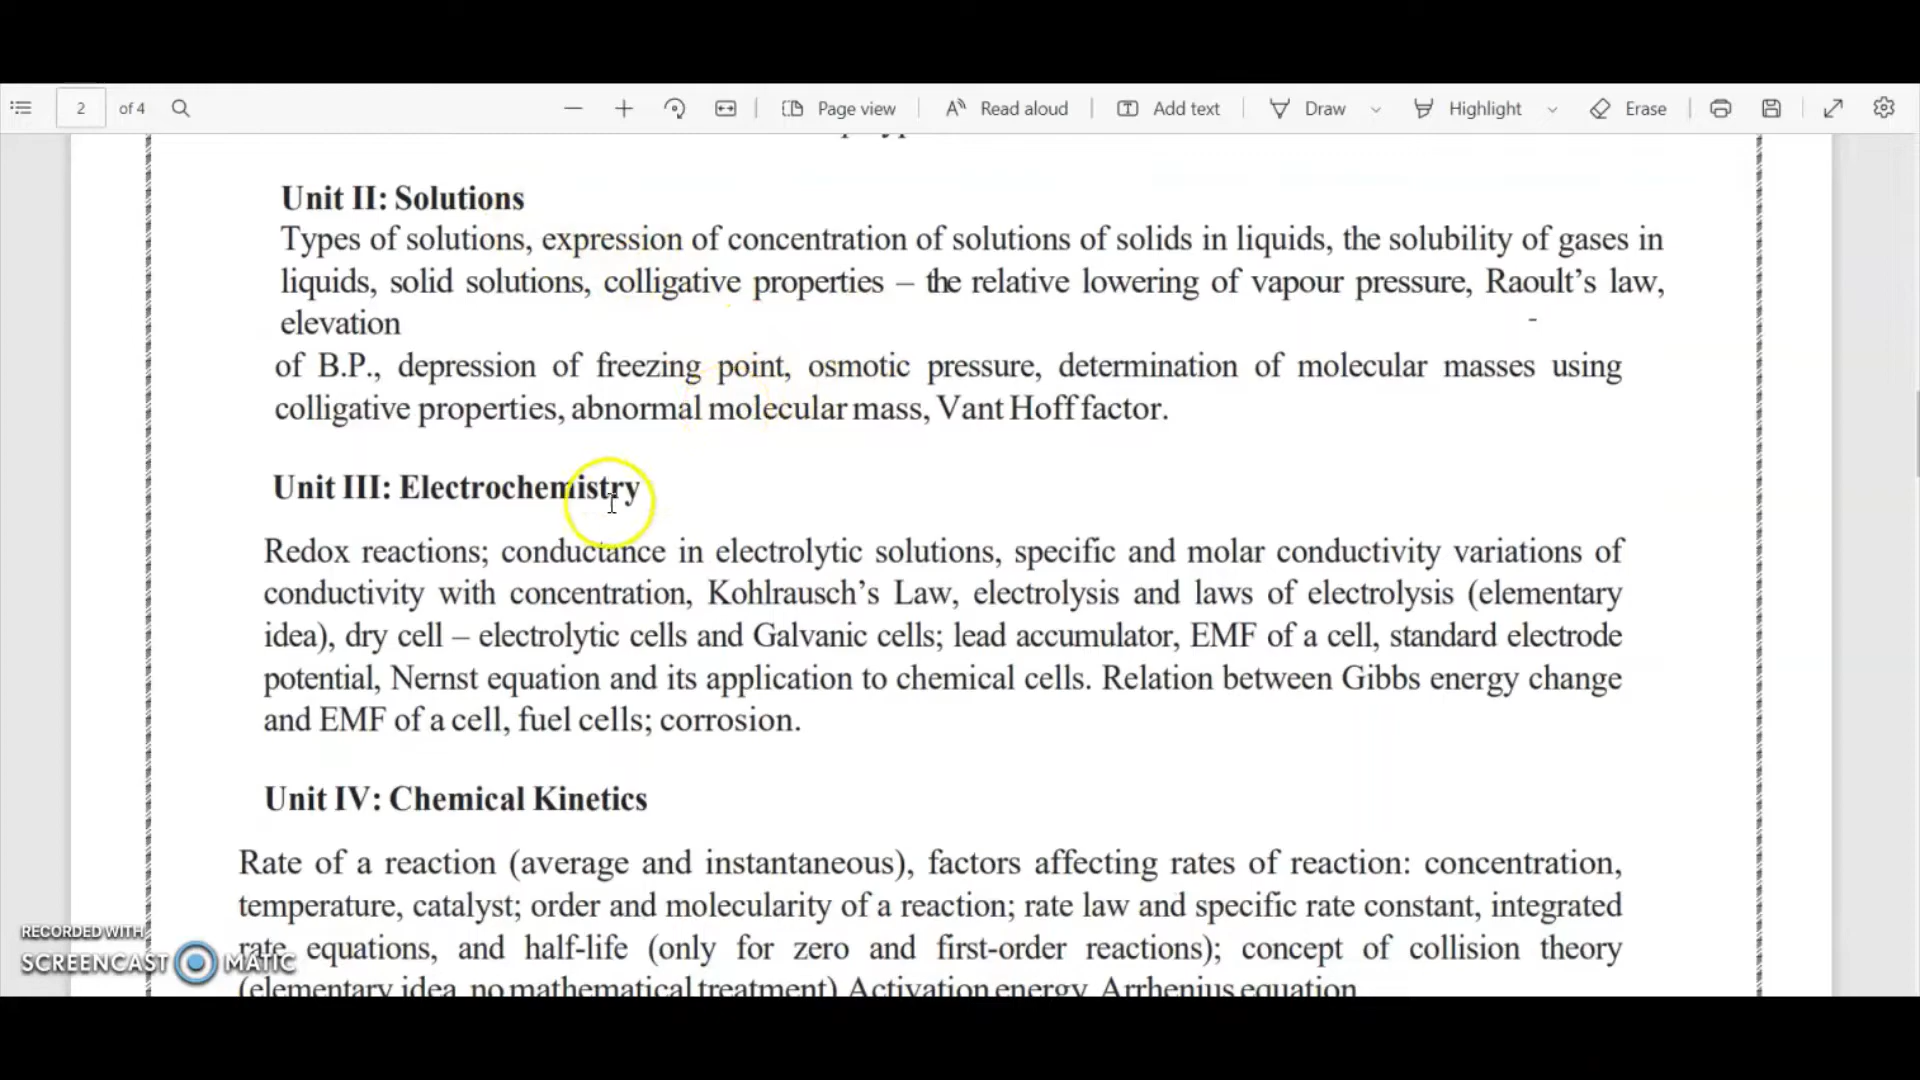 2 of 4 Page view Read aloud Add text Draw Highlight Erase
Unit II: Solutions
Types of solutions, expression of concentration of solutions of solids in liquids, the solubility of gases in
liquids, solid solutions, colligative properties – the relative lowering of vapour pressure, Raoult's law,
elevation
-
of B.P., depression of freezing point, osmotic pressure, determination of molecular masses using
colligative properties, abnormal molecular mass, Vant Hoff factor.
Unit III: Electrochemistry
Redox reactions; conductance in electrolytic solutions, specific and molar conductivity variations of
conductivity with concentration, Kohlrausch's Law, electrolysis and laws of electrolysis (elementary
idea), dry cell – electrolytic cells and Galvanic cells; lead accumulator, EMF of a cell, standard electrode
potential, Nernst equation and its application to chemical cells. Relation between Gibbs energy change
and EMF of a cell, fuel cells; corrosion.
Unit IV: Chemical Kinetics
Rate of a reaction (average and instantaneous), factors affecting rates of reaction: concentration,
temperature, catalyst; order and molecularity of a reaction; rate law and specific rate constant, integrated
rate equations, and half-life (only for zero and first-order reactions); concept of collision theory
(elementary idea, no mathematical treatment). Activation energy, Arrhenius equation.
RECORDED WITH
SCREENCAST MATIC